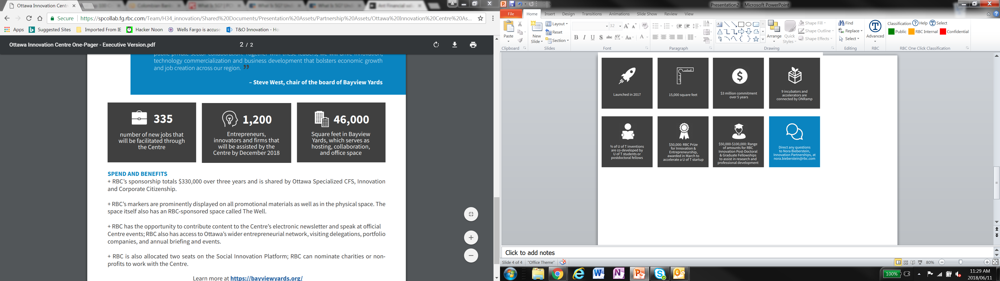 Ottawa Innovation Centre
What Is 5G? | PC
What Is 5G?
What Is 5G?
Ant Financial
Secure
https://spcollab.fg.rbc.com/Team/H34_innovation/Shared%20Documents/Presentation%20Assets/Partnership%20Assets/Ottawa%20Innovation%20Centre%20As...
Apps
Suggested Sites
Imported From IE
Hacker Noon
Wells Fargo is accuse
T&O Innovation - Ho
Ottawa Innovation Centre One-Pager - Executive Version.pdf
2 / 2
public-private sector collaboration. Together with these leaders, we will drive innovation,
technology commercialization and business development that bolsters economic growth
and job creation across our region. ”
– Steve West, chair of the board of Bayview Yards
335
number of new jobs that
will be facilitated through
the Centre
1,200
Entrepreneurs,
innovators and firms that
will be assisted by the
Centre by December 2018
46,000
Square feet in Bayview
Yards, which serves as
hosting, collaboration,
and office space
SPEND AND BENEFITS
+ RBC’s sponsorship totals $330,000 over three years and is shared by Ottawa Specialized CFS, Innovation
and Corporate Citizenship.
+ RBC’s markers are prominently displayed on all promotional materials as well as in the physical space. The
space itself also has an RBC-sponsored space called The Well.
+ RBC has the opportunity to contribute content to the Centre’s electronic newsletter and speak at official
Centre events; RBC also has access to Ottawa’s wider entrepreneurial network, visiting delegations, portfolio
companies, and annual briefing and events.
+ RBC is also allocated two seats on the Social Innovation Platform; RBC can nominate charities or non-
profits to work with the Centre.
Learn more at https://bayviewyards.org/
Presentation2 - Microsoft PowerPoint
File
Home
Insert
Design
Transitions
Animations
Slide Show
Review
View
Paste
Clipboard
New
Slide
Layout
Reset
Section
Slides
32
B I U S abc AV Aa A
Font
Paragraph
Arrange
Quick
Styles
Shape Fill
Shape Outline
Shape Effects
Drawing
Find
Replace
Select
Editing
Advanced
RBC
Classification
Help
Select
Public
RBC Internal
Confidential
RBC One Click Classification
Launched in 2017
15,000 square feet
$3 million commitment
over 5 years
9 incubators and
accelerators are
connected by ONRamp
¾ of U of T inventions
are co-developed by
U of T students or
postdoctoral fellows
$50,000: RBC Prize
for Innovation &
Entrepreneurship,
awarded in March to
accelerate a U of T startup
$50,000-$100,000: Range
of amounts for RBC
Innovation Post-Doctoral
& Graduate Fellowships
to assist in research and
professional development
Direct any questions
to Nora Bieberstein,
Innovation Partnerships, at
nora.bieberstein@rbc.com
Click to add notes
Slide 4 of 4
"Office Theme"
80%
100%
11:29 AM
2018/06/11